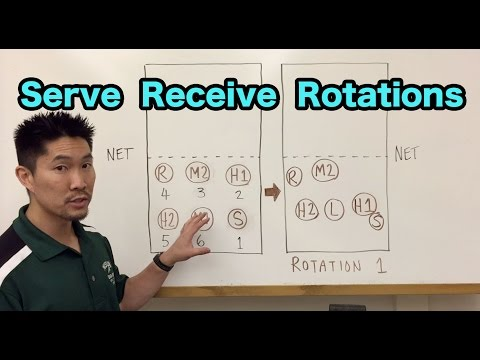 Serve Receive Rotations
NET
R M2 H1
4 3 2
H2 S
5 6 1
R M2
H2 L H1
S
NET
ROTATION 1